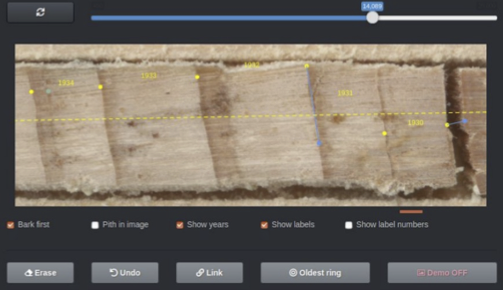 14,069
1934 1933 1932 1931
1930
Bark first Pith in image Show years Show labels Show label numbers
Erase Undo Link Oldest ring Demo OFF